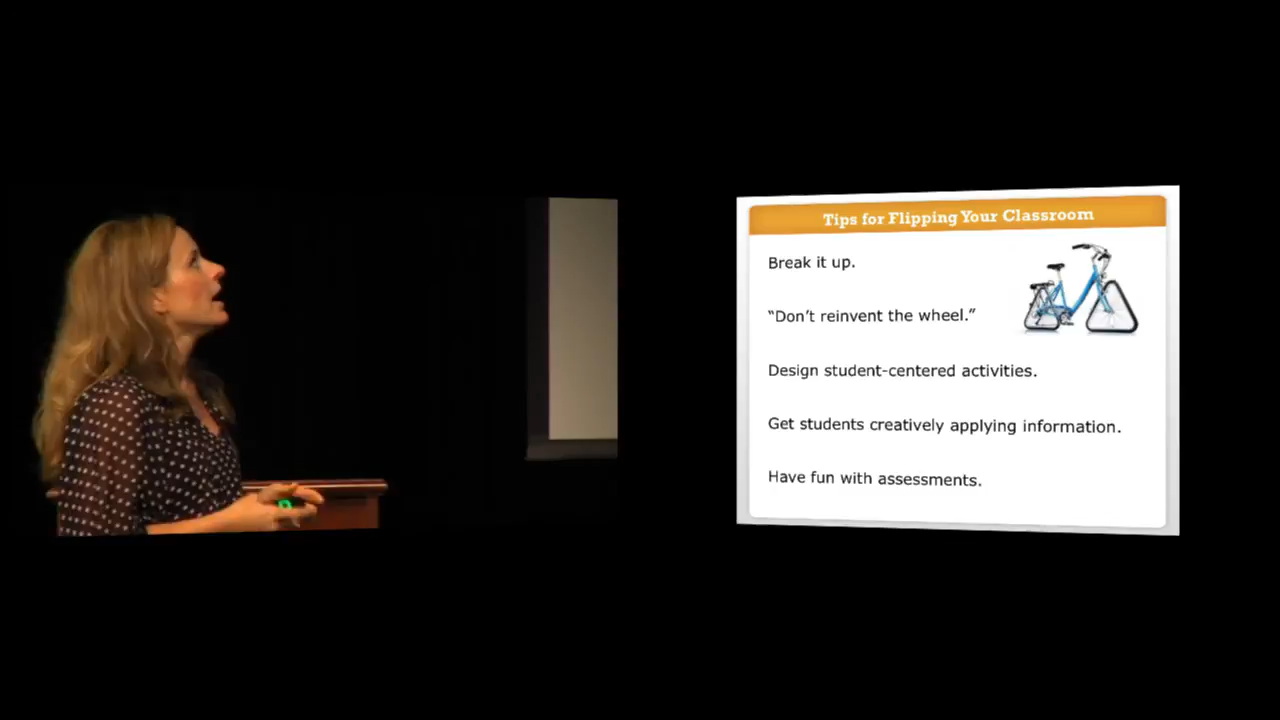 Tips for Flipping Your Classroom
Break it up.
“Don’t reinvent the wheel.”
Design student-centered activities.
Get students creatively applying information.
Have fun with assessments.